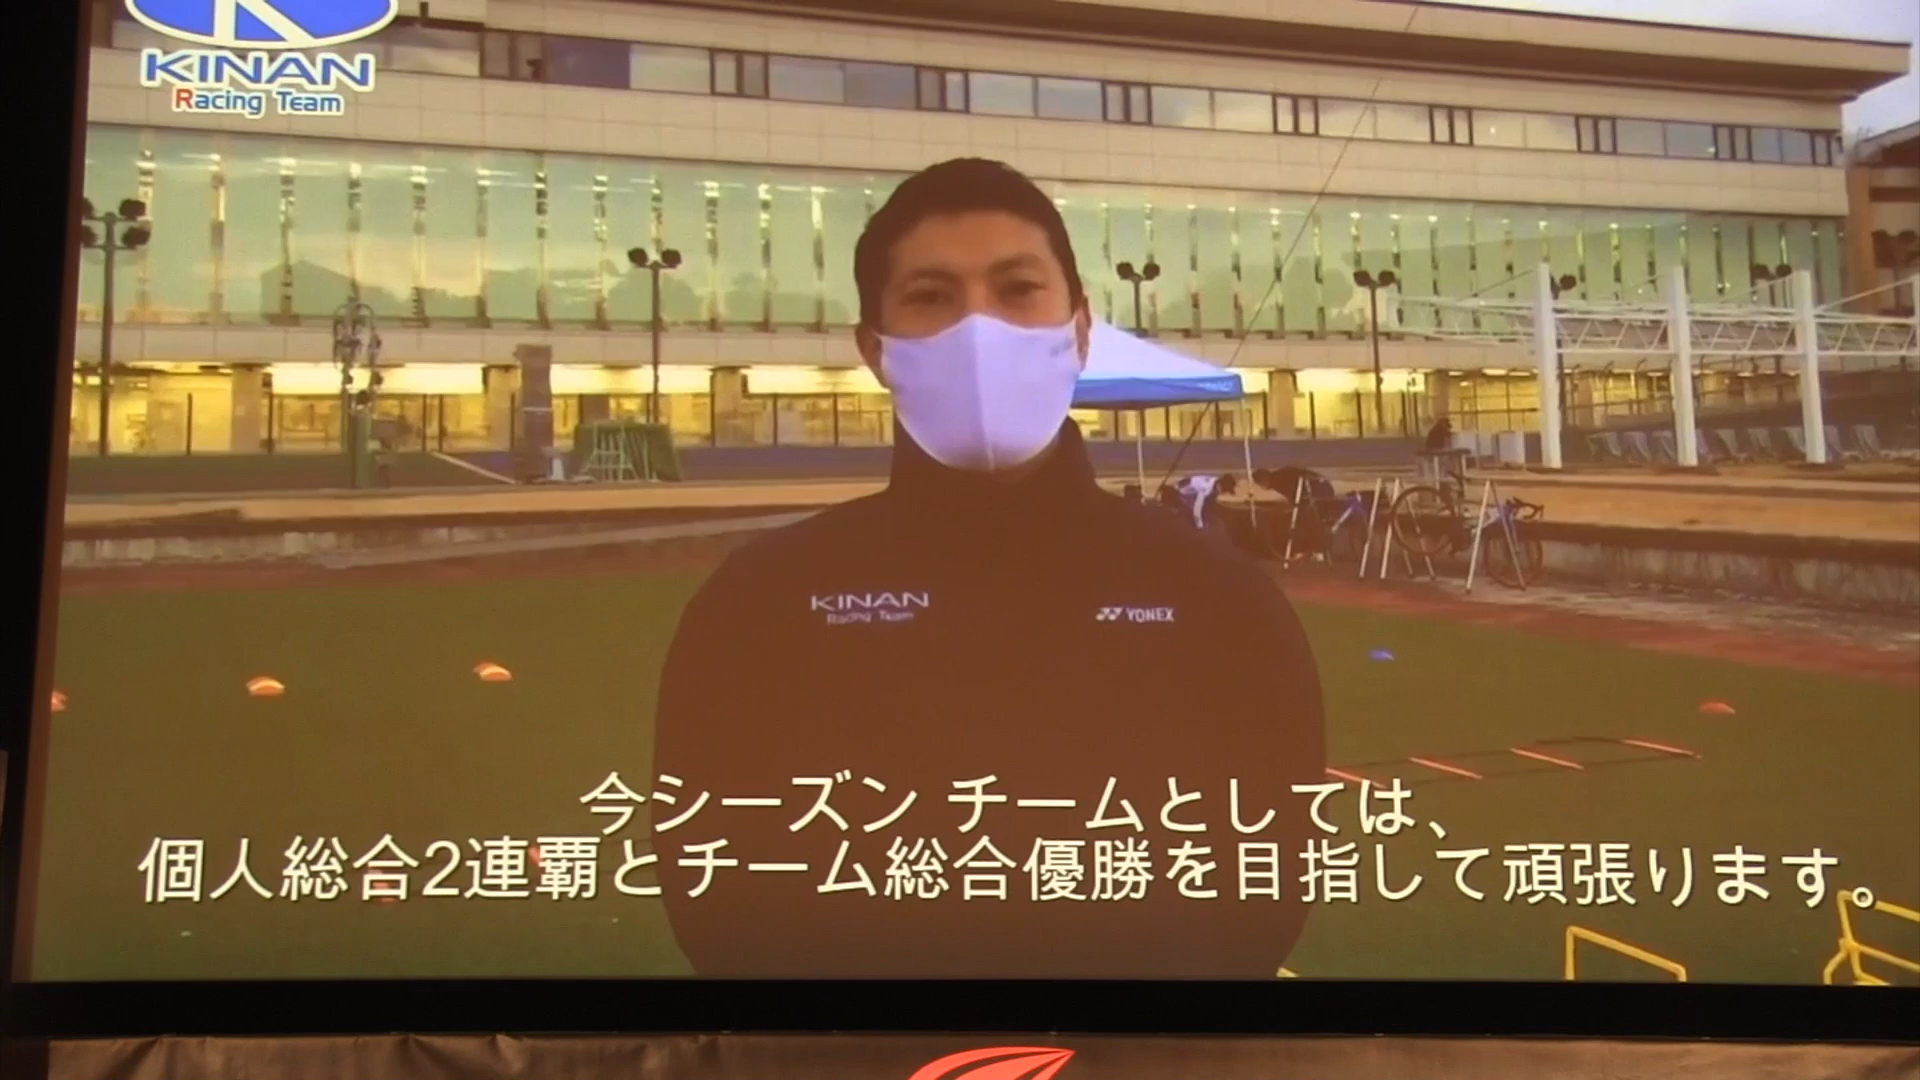 K
KINAN
Racing Team
KINAN
Racing Team
YONEX
今シーズン チームとしては、
個人総合2連覇とチーム総合優勝を目指して頑張ります。